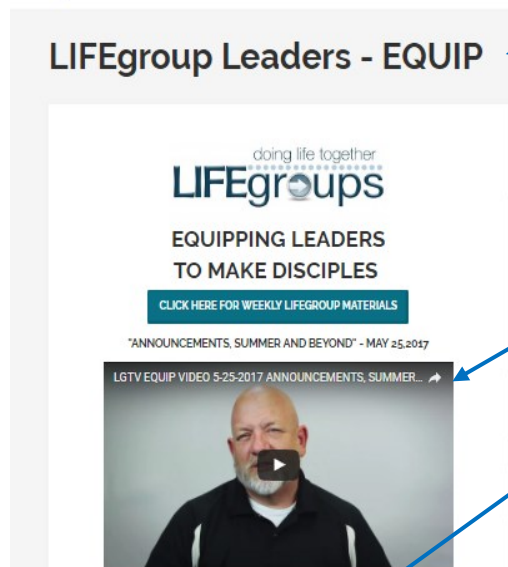 LIFEgroup Leaders - EQUIP
doing life together
LIFEgroups
EQUIPPING LEADERS
TO MAKE DISCIPLES
CLICK HERE FOR WEEKLY LIFEGROUP MATERIALS
"ANNOUNCEMENTS, SUMMER AND BEYOND" - MAY 25,2017
LGTV EQUIP VIDEO 5-25-2017 ANNOUNCEMENTS, SUMMER...